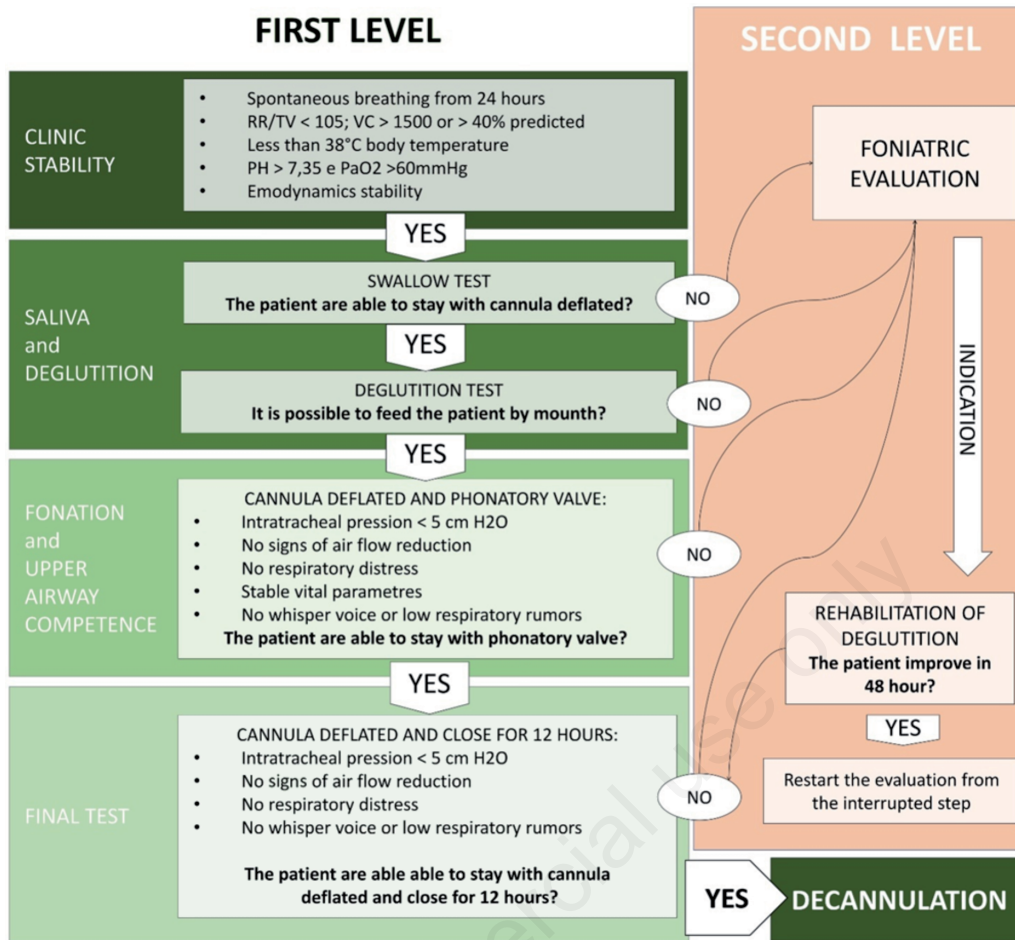 FIRST LEVEL
CLINIC
STABILITY
• Spontaneous breathing from 24 hours
• RR/TV < 105; VC > 1500 or > 40% predicted
• Less than 38°C body temperature
• PH > 7,35 e PaO2 >60mmHg
• Emodynamics stability
YES
SALIVA
and
DEGLUTITION
SWALLOW TEST
The patient are able to stay with cannula deflated?
YES
DEGLUTITION TEST
It is possible to feed the patient by mounth?
YES
FONATION
and
UPPER
AIRWAY
COMPETENCE
CANNULA DEFLATED AND PHONATORY VALVE:
• Intratracheal pression < 5 cm H2O
• No signs of air flow reduction
• No respiratory distress
• Stable vital parametres
• No whisper voice or low respiratory rumors
The patient are able to stay with phonatory valve?
YES
FINAL TEST
CANNULA DEFLATED AND CLOSE FOR 12 HOURS:
• Intratracheal pression < 5 cm H2O
• No signs of air flow reduction
• No respiratory distress
• No whisper voice or low respiratory rumors
The patient are able able to stay with cannula
deflated and close for 12 hours?
SECOND LEVEL
NO
NO
NO
NO
FONIATRIC
EVALUATION
INDICATION
REHABILITATION OF
DEGLUTITION
The patient improve in
48 hour?
YES
Restart the evaluation from
the interrupted step
YES
DECANNULATION
use only